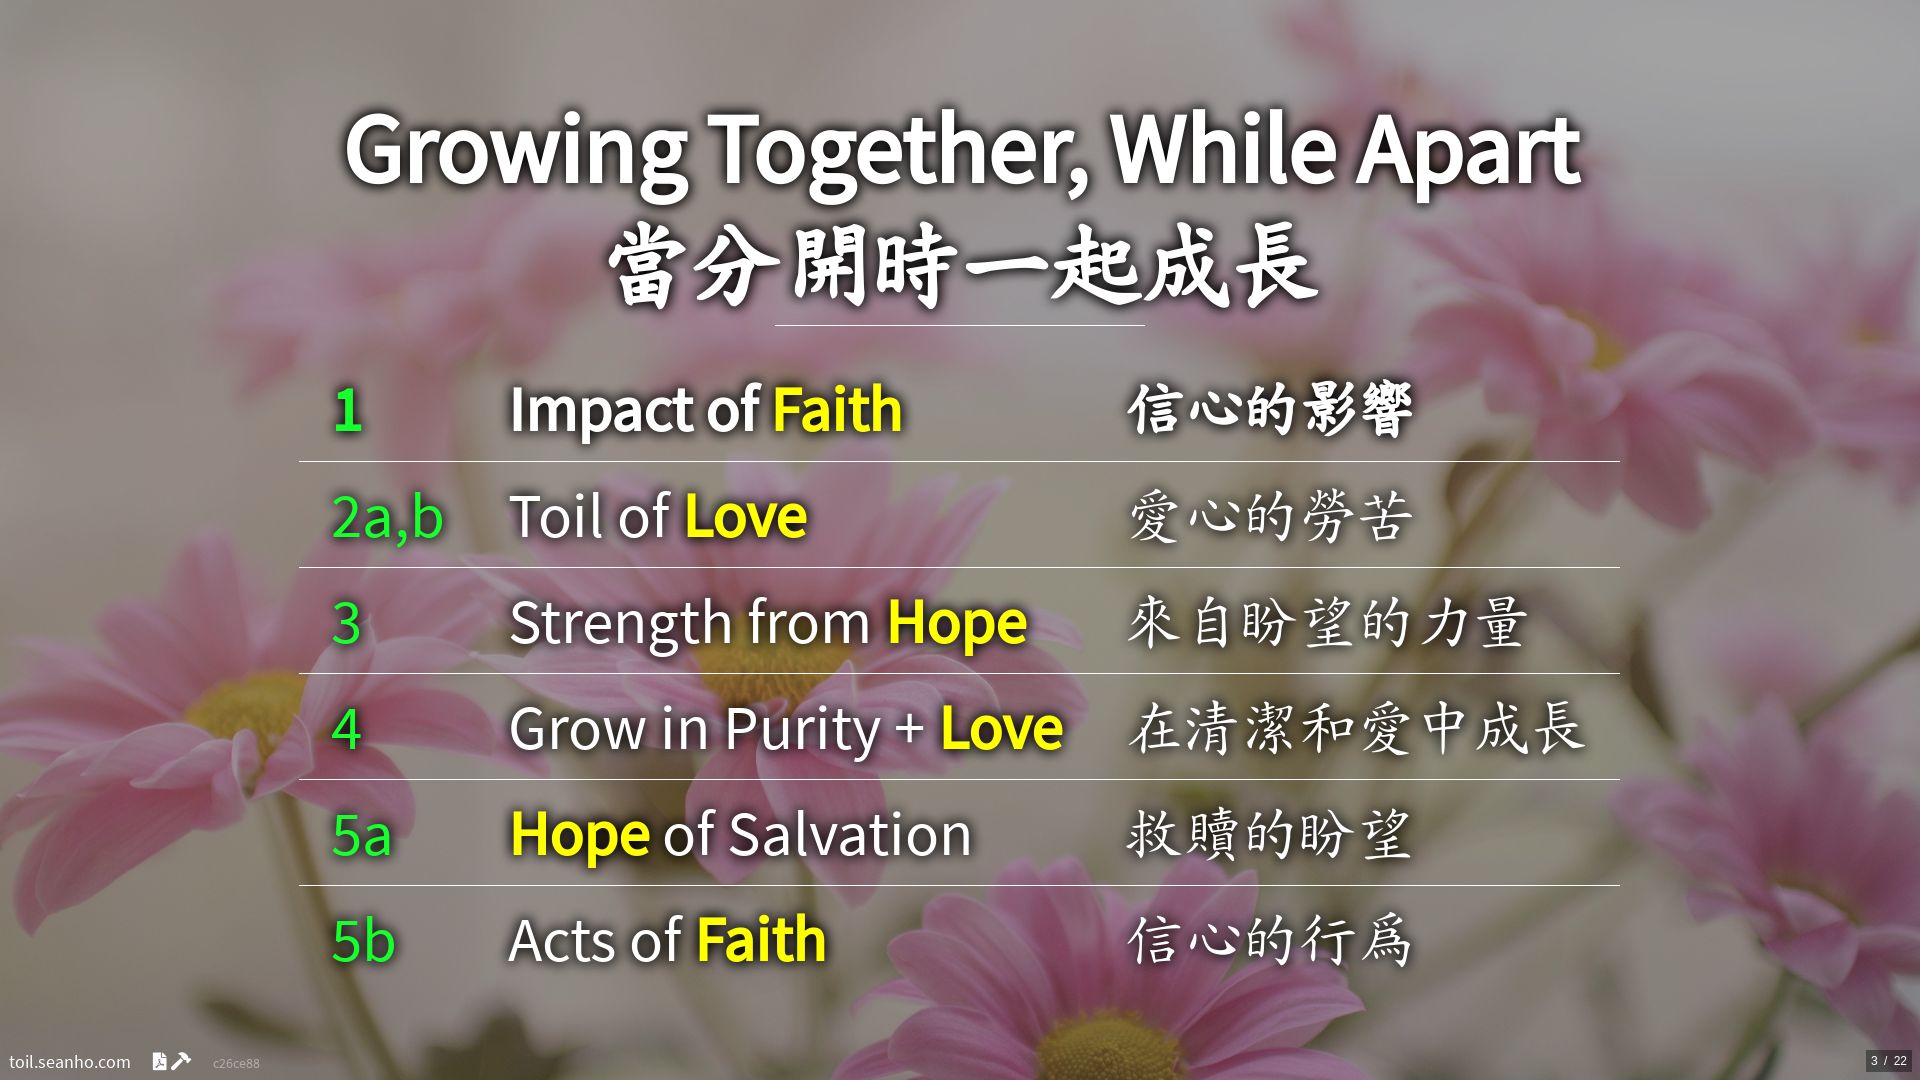 Growing Together, While Apart
當分開時一起成長
1 Impact of Faith 信心的影響
2a,b Toil of Love 愛心的勞苦
3 Strength from Hope 來自盼望的力量
4 Grow in Purity + Love 在清潔和愛中成長
5a Hope of Salvation 救贖的盼望
5b Acts of Faith 信心的行爲
toil.seanho.com c26ce88
3 / 22